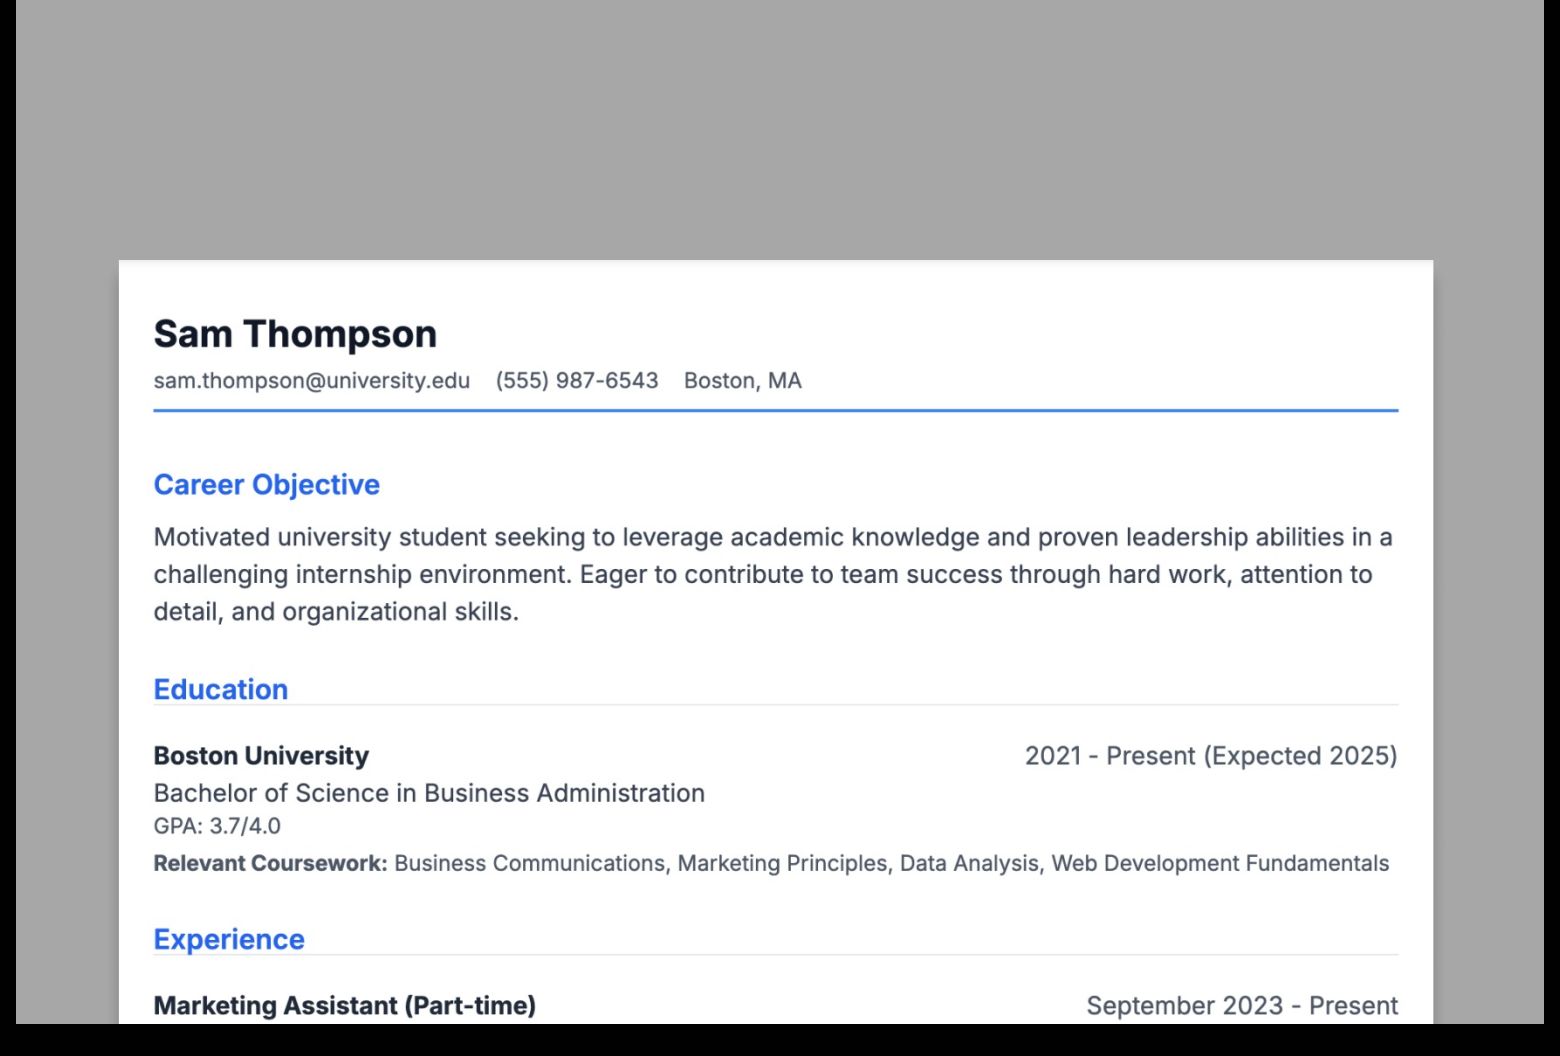 Sam Thompson
sam.thompson@university.edu (555) 987-6543 Boston, MA
Career Objective
Motivated university student seeking to leverage academic knowledge and proven leadership abilities in a
challenging internship environment. Eager to contribute to team success through hard work, attention to
detail, and organizational skills.
Education
Boston University 2021 - Present (Expected 2025)
Bachelor of Science in Business Administration
GPA: 3.7/4.0
Relevant Coursework: Business Communications, Marketing Principles, Data Analysis, Web Development Fundamentals
Experience
Marketing Assistant (Part-time) September 2023 - Present